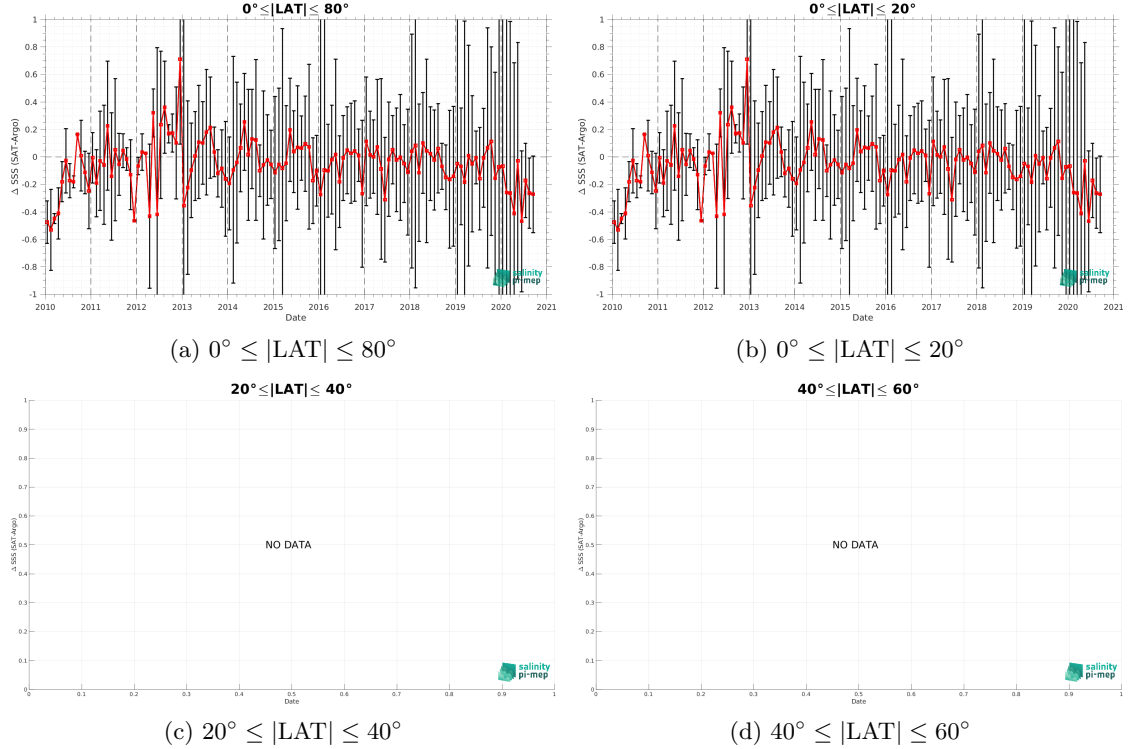 0°≤|LAT|≤ 80°
1
0.8
0.6
0.4
0.2
0
-0.2
-0.4
-0.6
-0.8
-1
Δ SSS (SAT-Argo)
2010 2011 2012 2013 2014 2015 2016 2017 2018 2019 2020 2021
Date
salinity
pi-mep
(a) 0° ≤ |LAT| ≤ 80°
0°≤|LAT|≤ 20°
1
0.8
0.6
0.4
0.2
0
-0.2
-0.4
-0.6
-0.8
-1
Δ SSS (SAT-Argo)
2010 2011 2012 2013 2014 2015 2016 2017 2018 2019 2020 2021
Date
salinity
pi-mep
(b) 0° ≤ |LAT| ≤ 20°
20°≤|LAT|≤ 40°
1
0.9
0.8
0.7
0.6
0.5
0.4
0.3
0.2
0.1
0
Δ SSS (SAT-Argo)
NO DATA
0 0.1 0.2 0.3 0.4 0.5 0.6 0.7 0.8 0.9 1
Date
salinity
pi-mep
(c) 20° ≤ |LAT| ≤ 40°
40°≤|LAT|≤ 60°
1
0.9
0.8
0.7
0.6
0.5
0.4
0.3
0.2
0.1
0
Δ SSS (SAT-Argo)
NO DATA
0 0.1 0.2 0.3 0.4 0.5 0.6 0.7 0.8 0.9 1
Date
salinity
pi-mep
(d) 40° ≤ |LAT| ≤ 60°